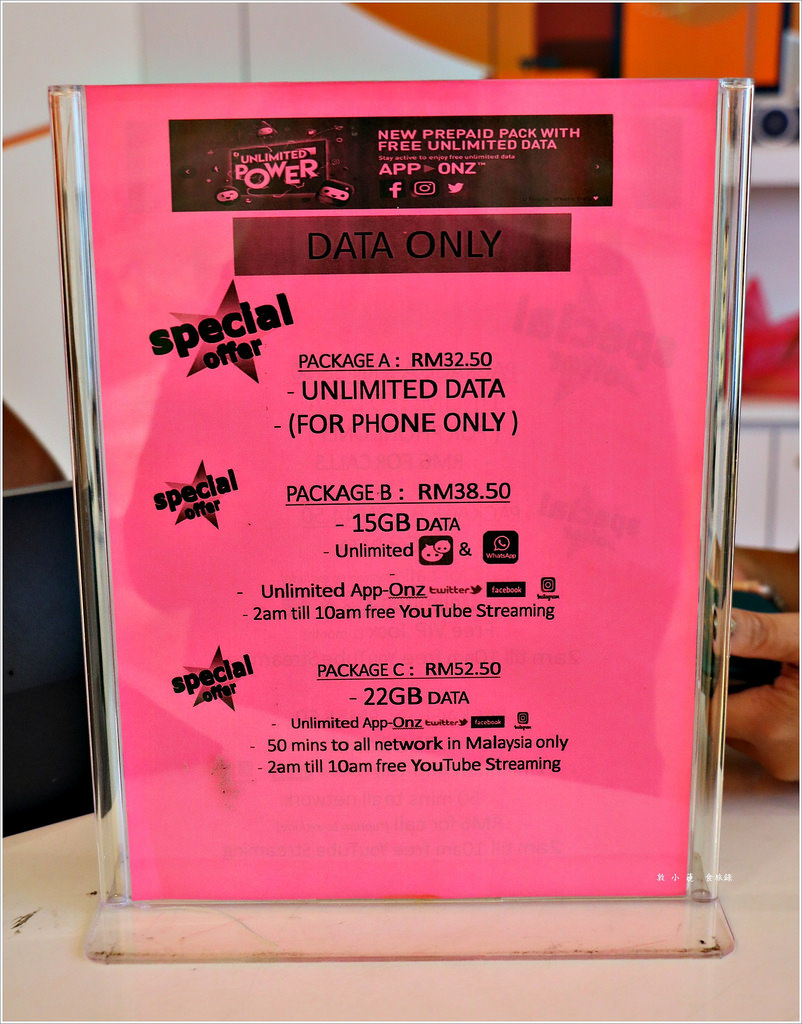 UNLIMITED
POWER
NEW PREPAID PACK WITH
FREE UNLIMITED DATA
Stay active to enjoy free unlimited data
APP ONZ™
DATA ONLY
special
offer
PACKAGE A : RM32.50
- UNLIMITED DATA
- (FOR PHONE ONLY )
special
offer
PACKAGE B : RM38.50
- 15GB DATA
- Unlimited & WhatsApp
-
- Unlimited App-Onz twitter facebook Instagram
- 2am till 10am free YouTube Streaming
special
offer
PACKAGE C : RM52.50
- 22GB DATA
- Unlimited App-Onz twitter facebook Instagram
- 50 mins to all network in Malaysia only
- 2am till 10am free YouTube Streaming